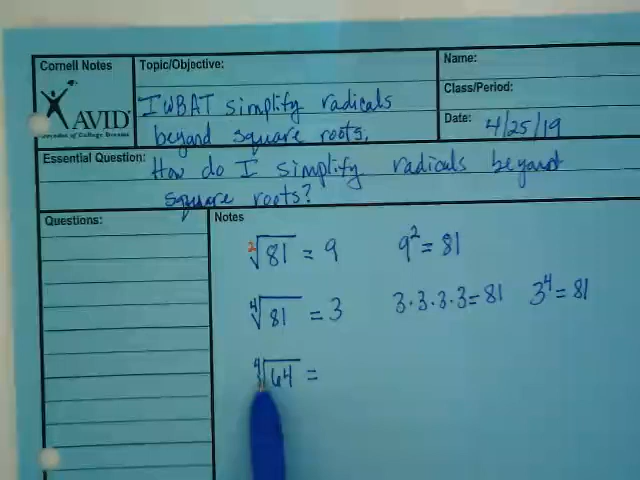 Cornell Notes
Topic/Objective:
Name:
Class/Period:
Date: 4/25/19
AVID
IWBAT simplify radicals
beyond square roots.
Essential Question: How do I simplify radicals beyond
square roots?
Questions:
Notes
²√81 = 9 9² = 81
⁴√81 = 3 3·3·3·3 = 81 3⁴ = 81
⁴√64 =